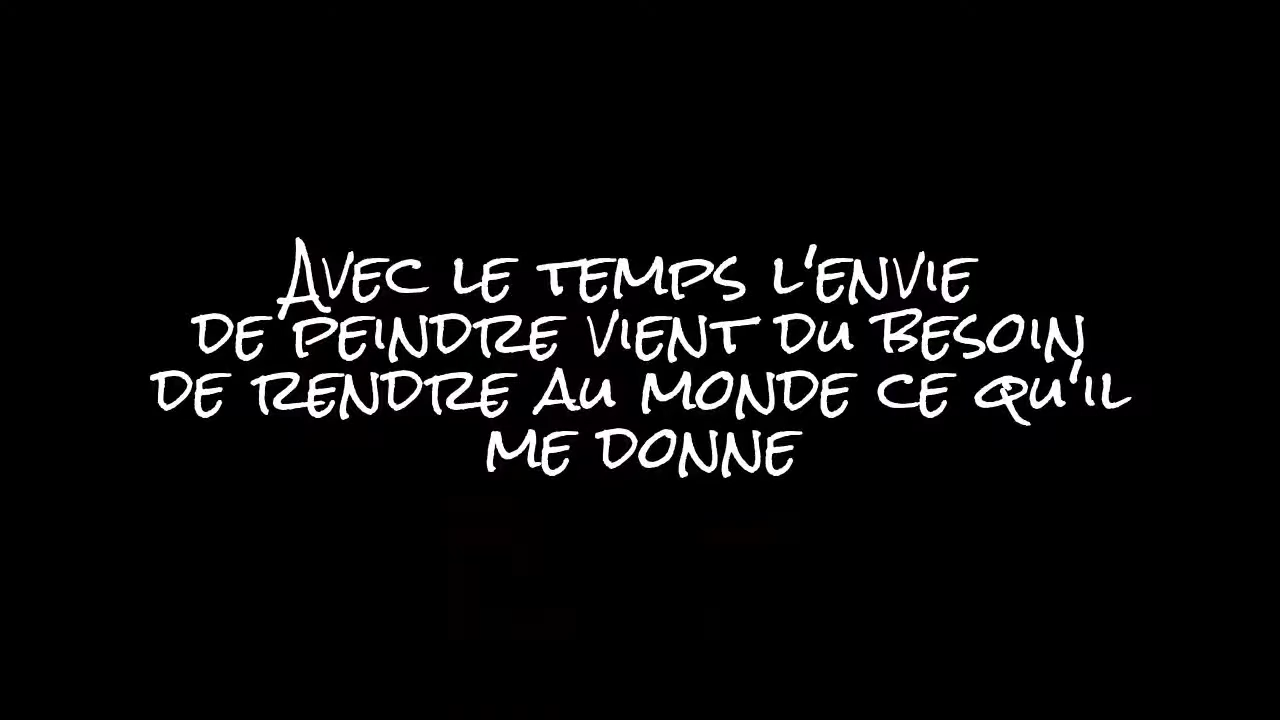 Avec le temps l'envie
de peindre vient du besoin
de rendre au monde ce qu'il
me donne